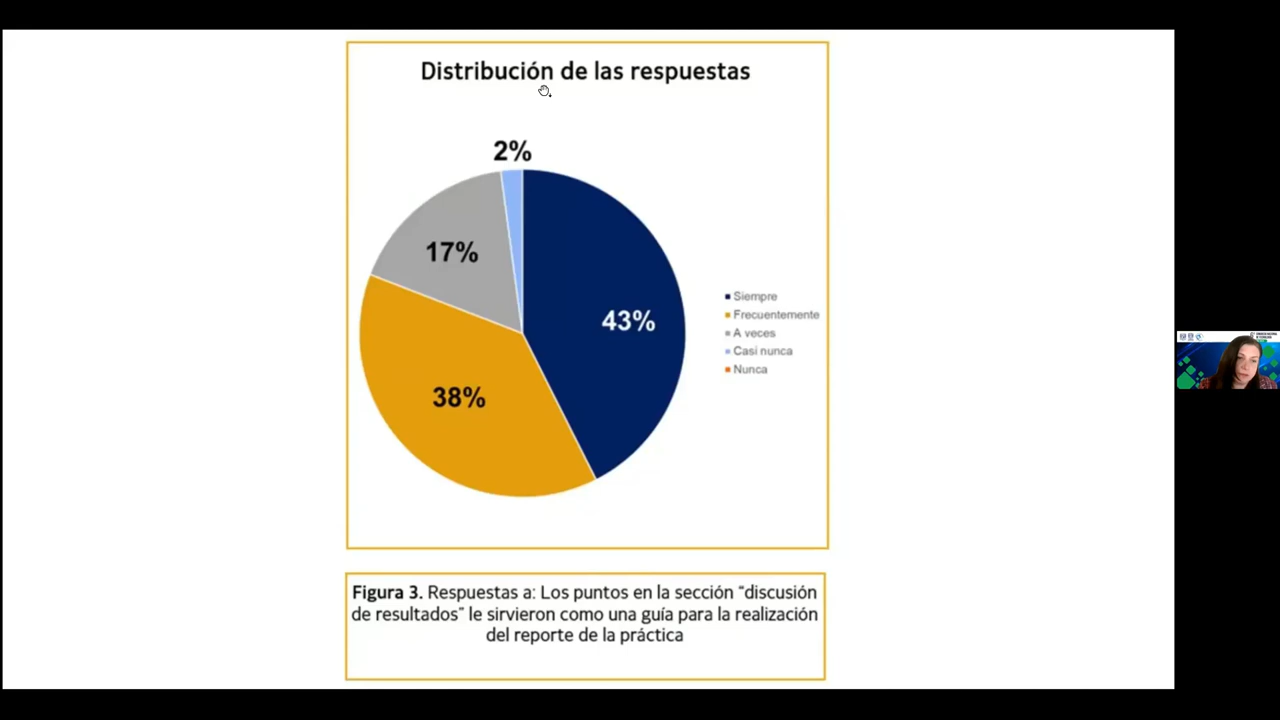 Distribución de las respuestas
2%
17%
43%
38%
Siempre
Frecuentemente
A veces
Casi nunca
Nunca
Figura 3. Respuestas a: Los puntos en la sección "discusión
de resultados" le sirvieron como una guía para la realización
del reporte de la práctica